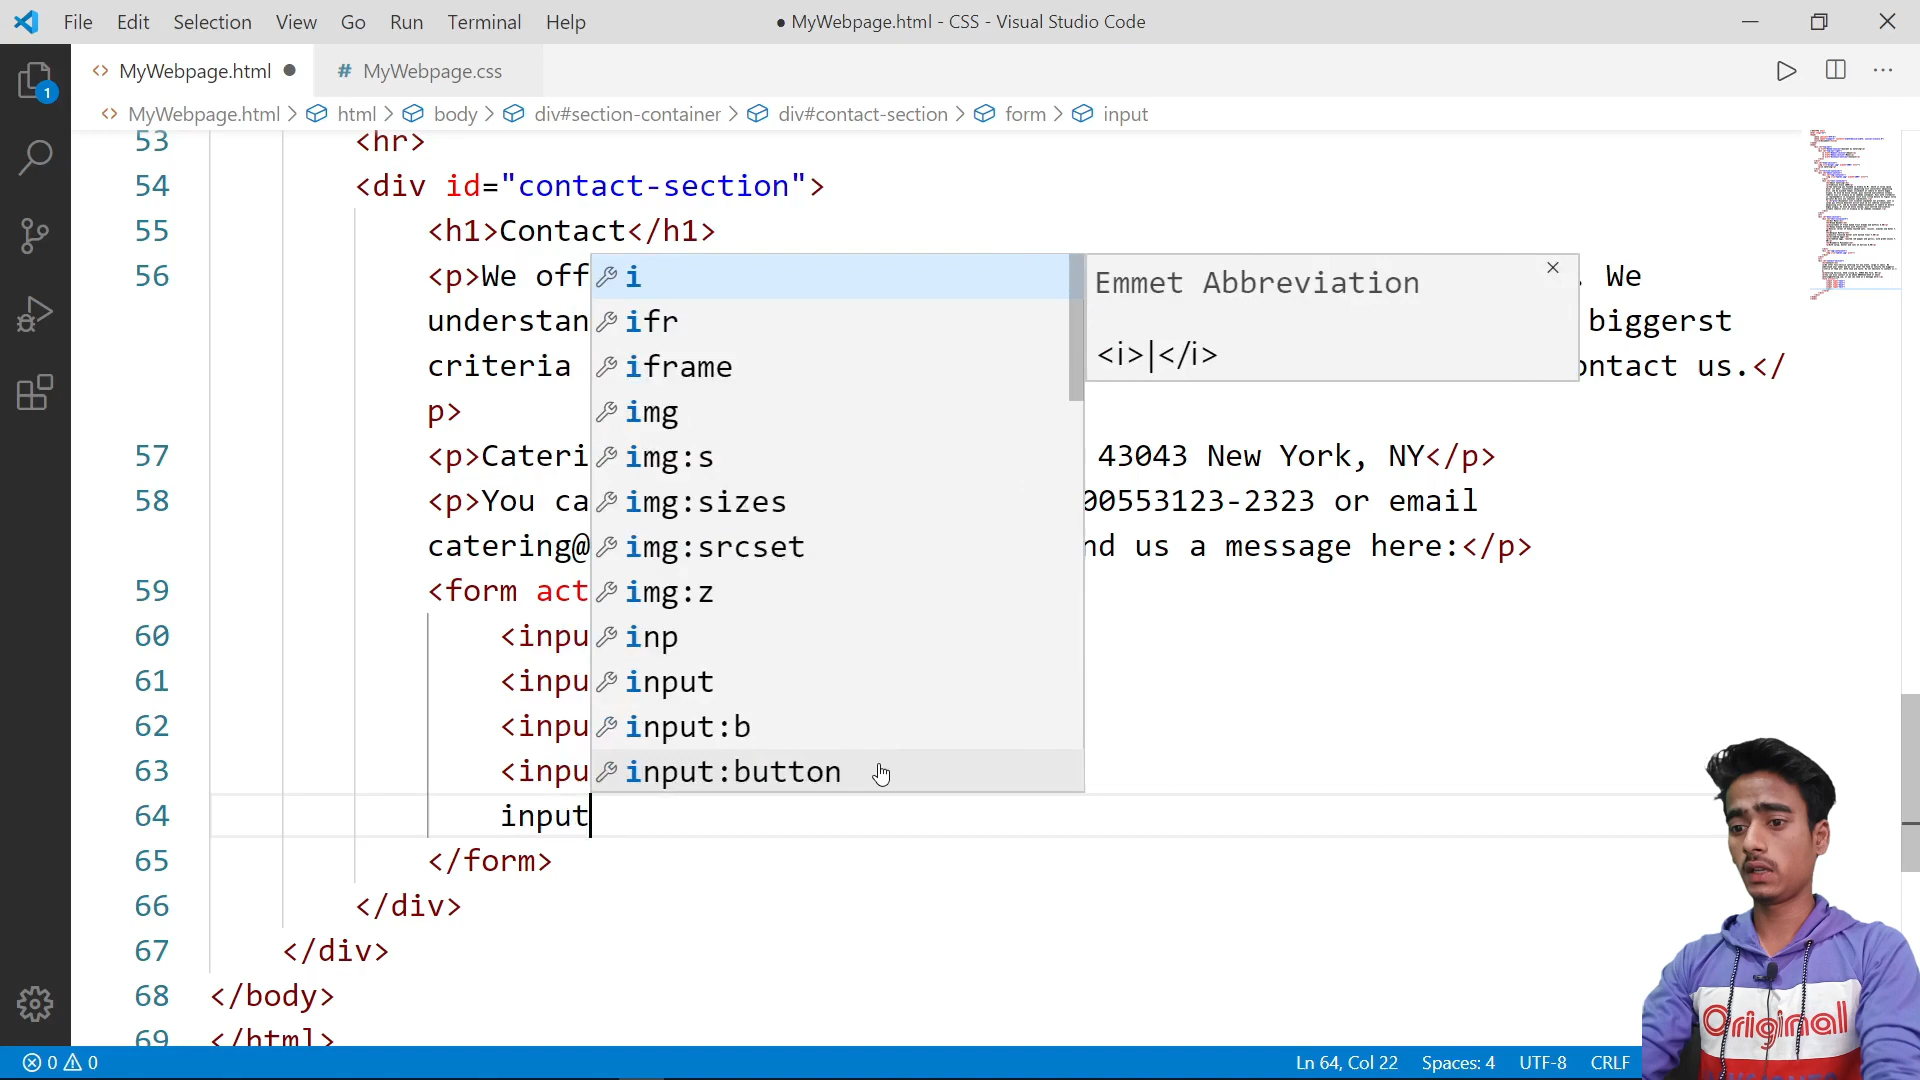 File Edit Selection View Go Run Terminal Help ● MyWebpage.html - CSS - Visual Studio Code
<> MyWebpage.html ● # MyWebpage.css
<> MyWebpage.html > html > body > div#section-container > div#contact-section > form > input
53 <hr>
54 <div id="contact-section">
55 <h1>Contact</h1>
56 <p>We off . We
understan biggerst
criteria ontact us.</
p>
57 <p>Cateri 43043 New York, NY</p>
58 <p>You ca 00553123-2323 or email
catering@ nd us a message here:</p>
59 <form act
60 <inpu
61 <inpu
62 <inpu
63 <inpu
64 input
65 </form>
66 </div>
67 </div>
68 </body>
69 </html>
i
ifr
iframe
img
img:s
img:sizes
img:srcset
img:z
inp
input
input:b
input:button
Emmet Abbreviation
<i>|</i>
1
Original
0 0 Ln 64, Col 22 Spaces: 4 UTF-8 CRLF